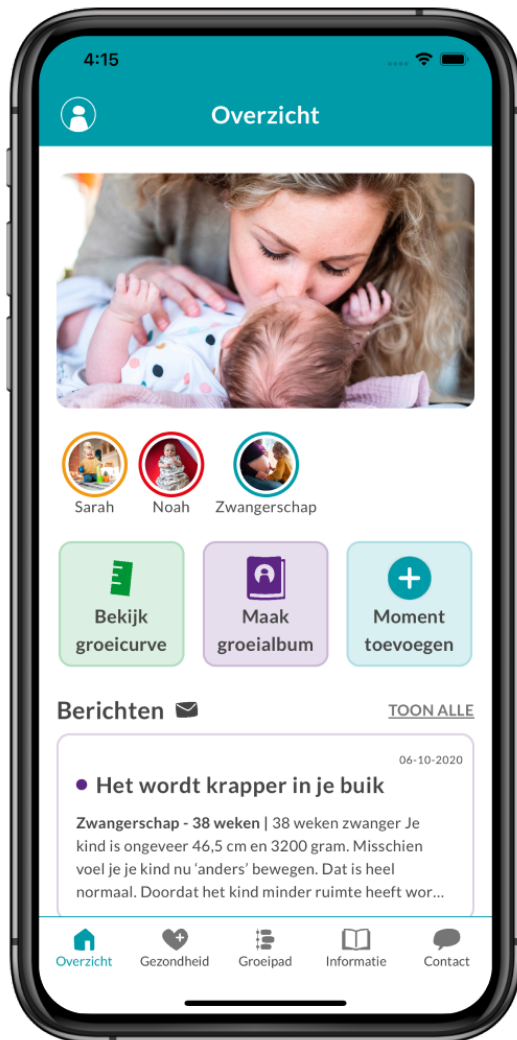 4:15
Overzicht
Sarah
Noah
Zwangerschap
Bekijk
groeicurve
Maak
groeialbum
Moment
toevoegen
Berichten
TOON ALLE
06-10-2020
Het wordt krapper in je buik
Zwangerschap - 38 weken | 38 weken zwanger Je
kind is ongeveer 46,5 cm en 3200 gram. Misschien
voel je je kind nu ‘anders’ bewegen. Dat is heel
normaal. Doordat het kind minder ruimte heeft wor...
Overzicht
Gezondheid
Groeipad
Informatie
Contact